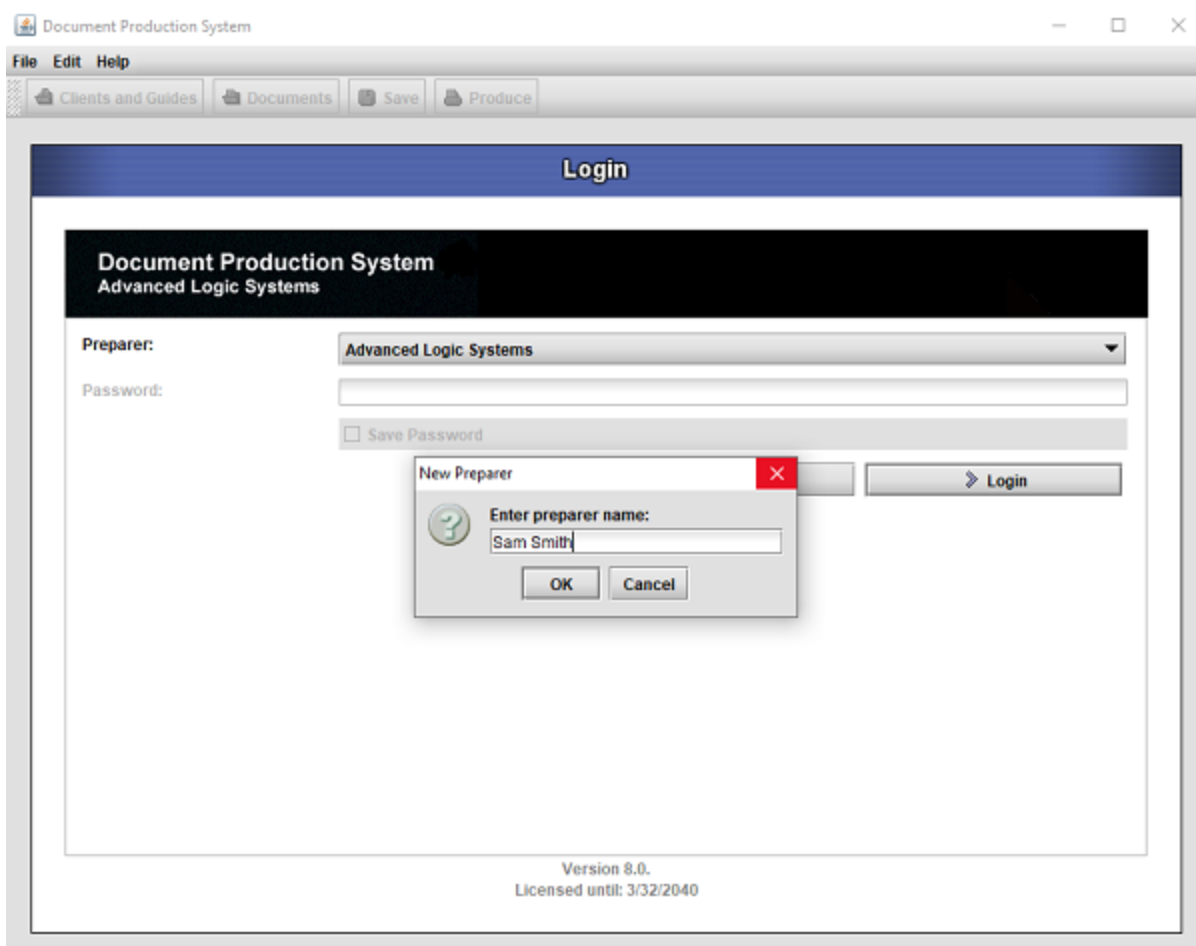 Document Production System
File Edit Help
Clients and Guides Documents Save Produce
Login
Document Production System
Advanced Logic Systems
Preparer: Advanced Logic Systems
Password:
Save Password
New Preparer
Login
Enter preparer name:
Sam Smith
OK Cancel
Version 8.0.
Licensed until: 3/32/2040